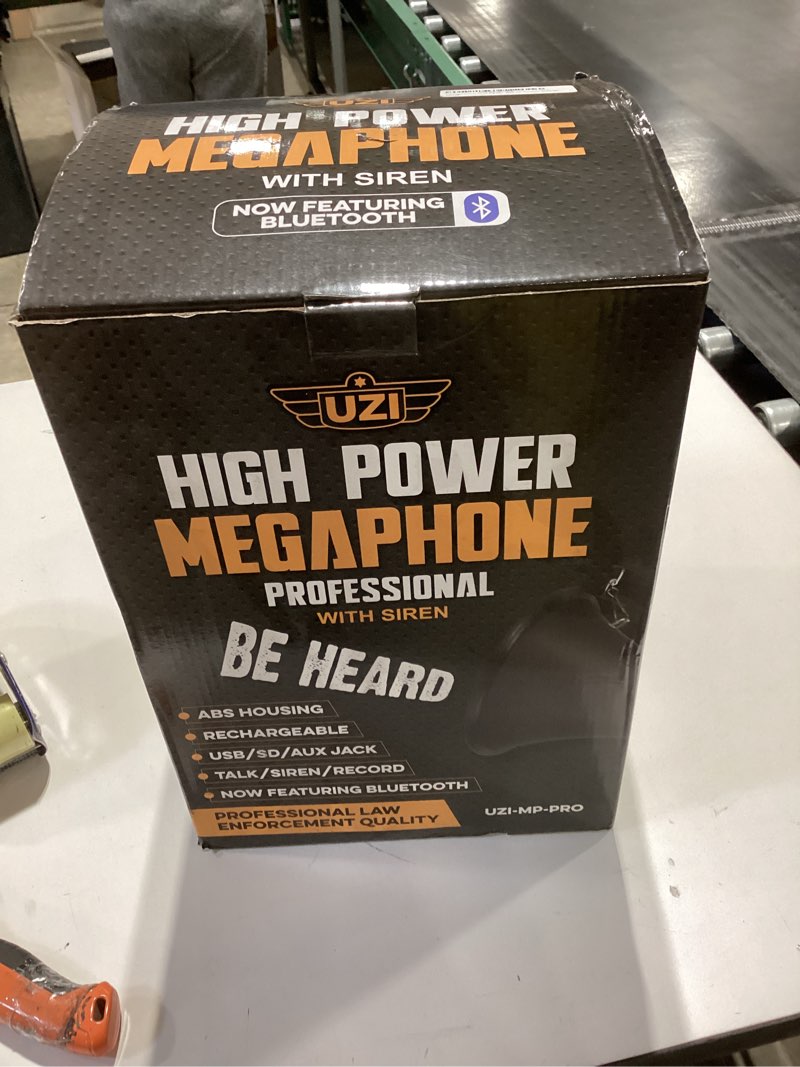 UZI
HIGH POWER
MEGAPHONE
WITH SIREN
NOW FEATURING
BLUETOOTH
UZI
HIGH POWER
MEGAPHONE
PROFESSIONAL
WITH SIREN
BE HEARD
ABS HOUSING
RECHARGEABLE
USB/SD/AUX JACK
TALK/SIREN/RECORD
NOW FEATURING BLUETOOTH
PROFESSIONAL LAW
ENFORCEMENT QUALITY
UZI-MP-PRO